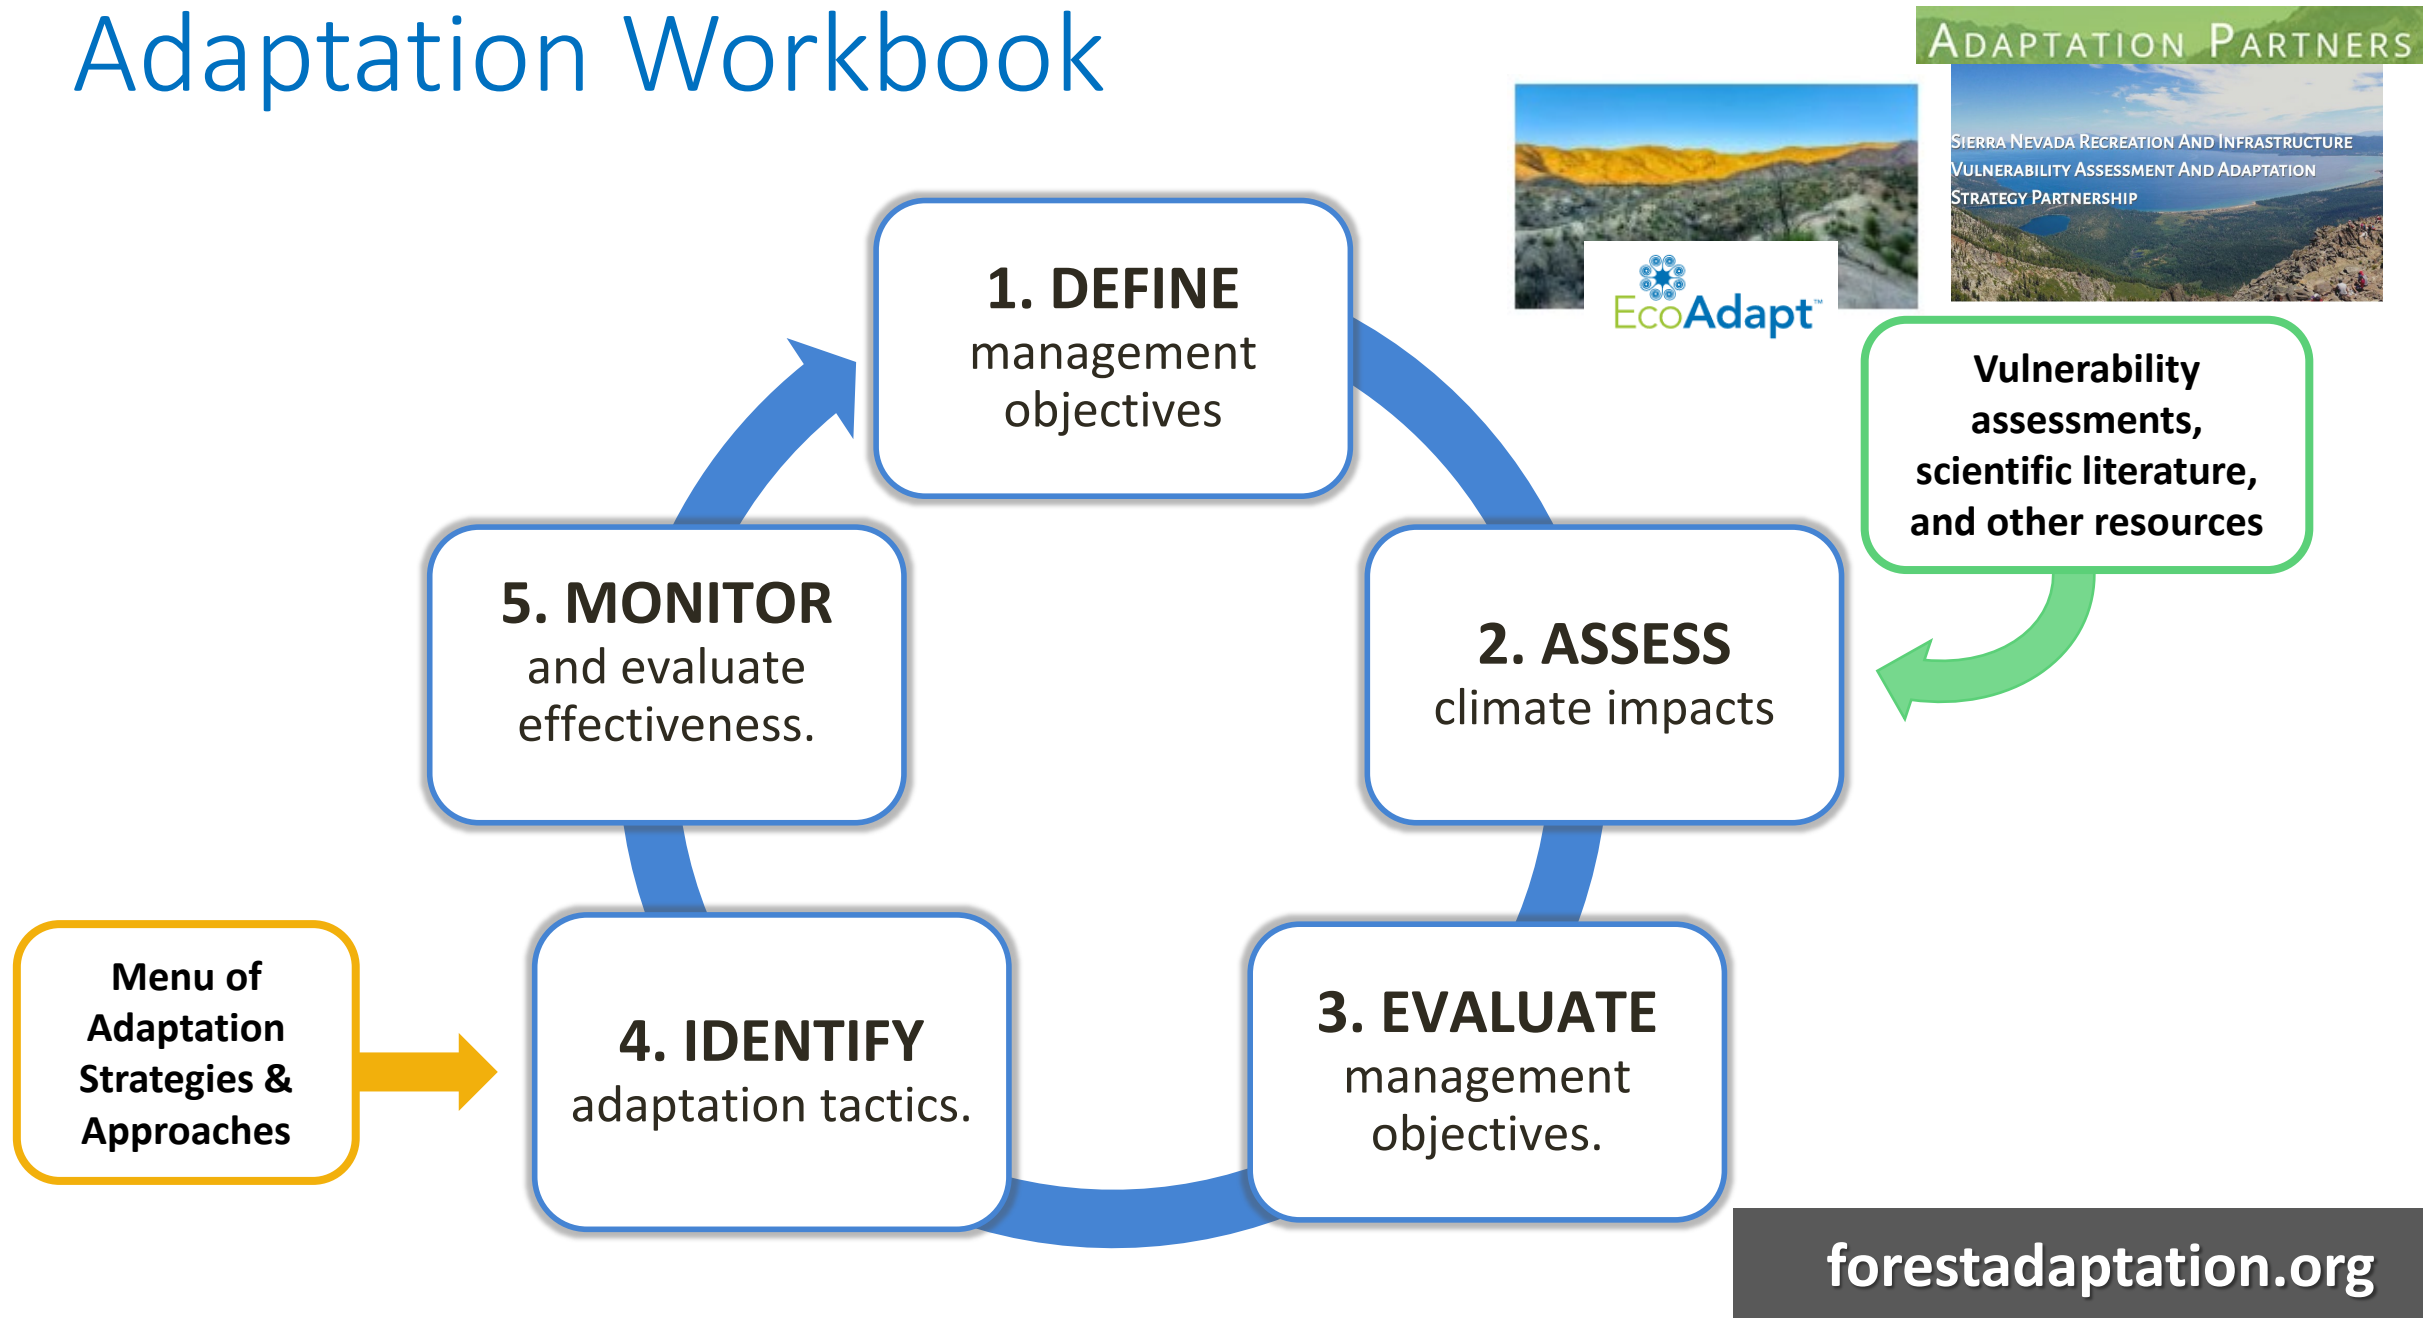 Adaptation Workbook
ADAPTATION PARTNERS
SIERRA NEVADA RECREATION AND INFRASTRUCTURE
VULNERABILITY ASSESSMENT AND ADAPTATION
STRATEGY PARTNERSHIP
EcoAdapt™
1. DEFINE
management
objectives
Vulnerability
assessments,
scientific literature,
and other resources
2. ASSESS
climate impacts
3. EVALUATE
management
objectives.
4. IDENTIFY
adaptation tactics.
Menu of
Adaptation
Strategies &
Approaches
5. MONITOR
and evaluate
effectiveness.
forestadaptation.org